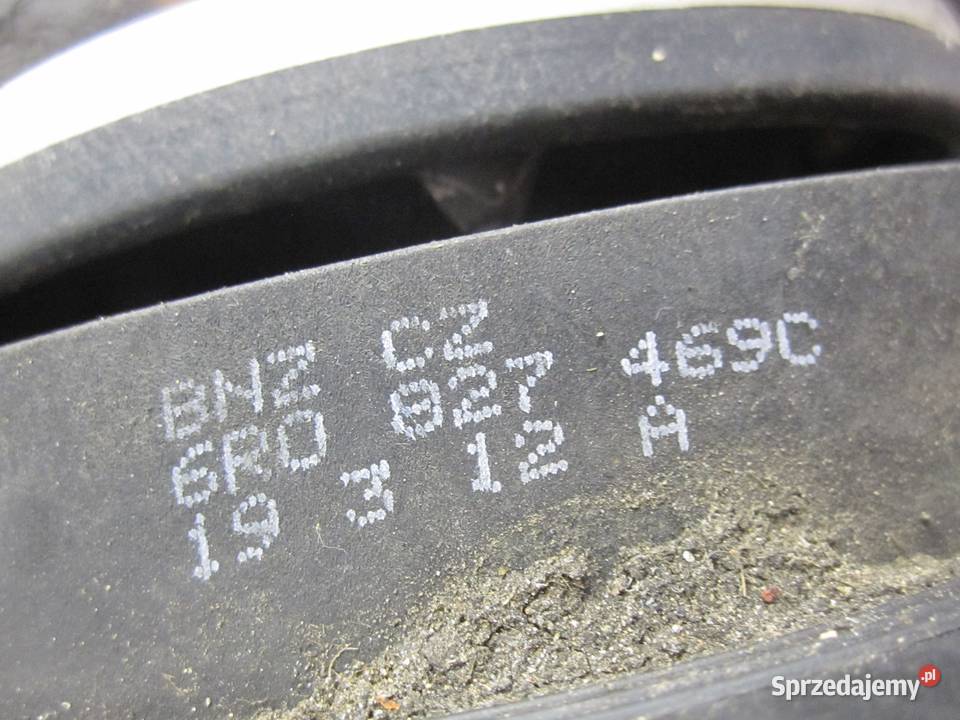 BNZ CZ
6R0 827 469C
19 3 12 A
Sprzedajemy.pl